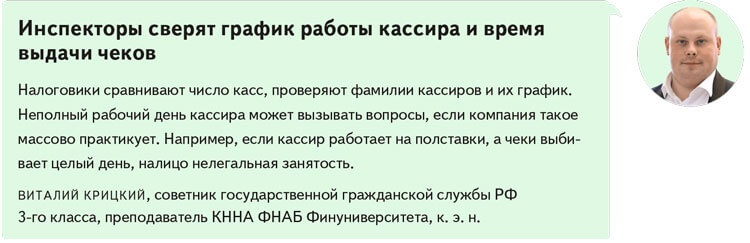 Инспекторы сверят график работы кассира и время
выдачи чеков
Налоговики сравнивают число касс, проверяют фамилии кассиров и их график.
Неполный рабочий день кассира может вызывать вопросы, если компания такое
массово практикует. Например, если кассир работает на полставки, а чеки выби-
вает целый день, налицо нелегальная занятость.
ВИТАЛИЙ КРИЦКИЙ, советник государственной гражданской службы РФ
3-го класса, преподаватель КННА ФНАБ Финуниверситета, к. э. н.